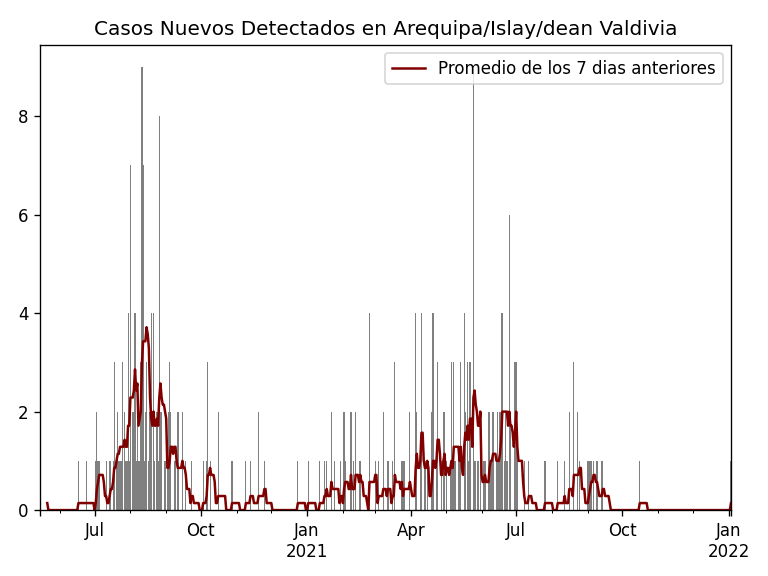 Casos Nuevos Detectados en Arequipa/Islay/dean Valdivia
Promedio de los 7 dias anteriores
8
6
4
2
0
Jul Oct Jan Apr Jul Oct Jan
2021 2022